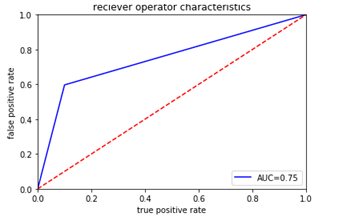 reciever operator characteristics
false positive rate
1.0
0.8
0.6
0.4
0.2
0.0
AUC=0.75
0.0 0.2 0.4 0.6 0.8 1.0
true positive rate